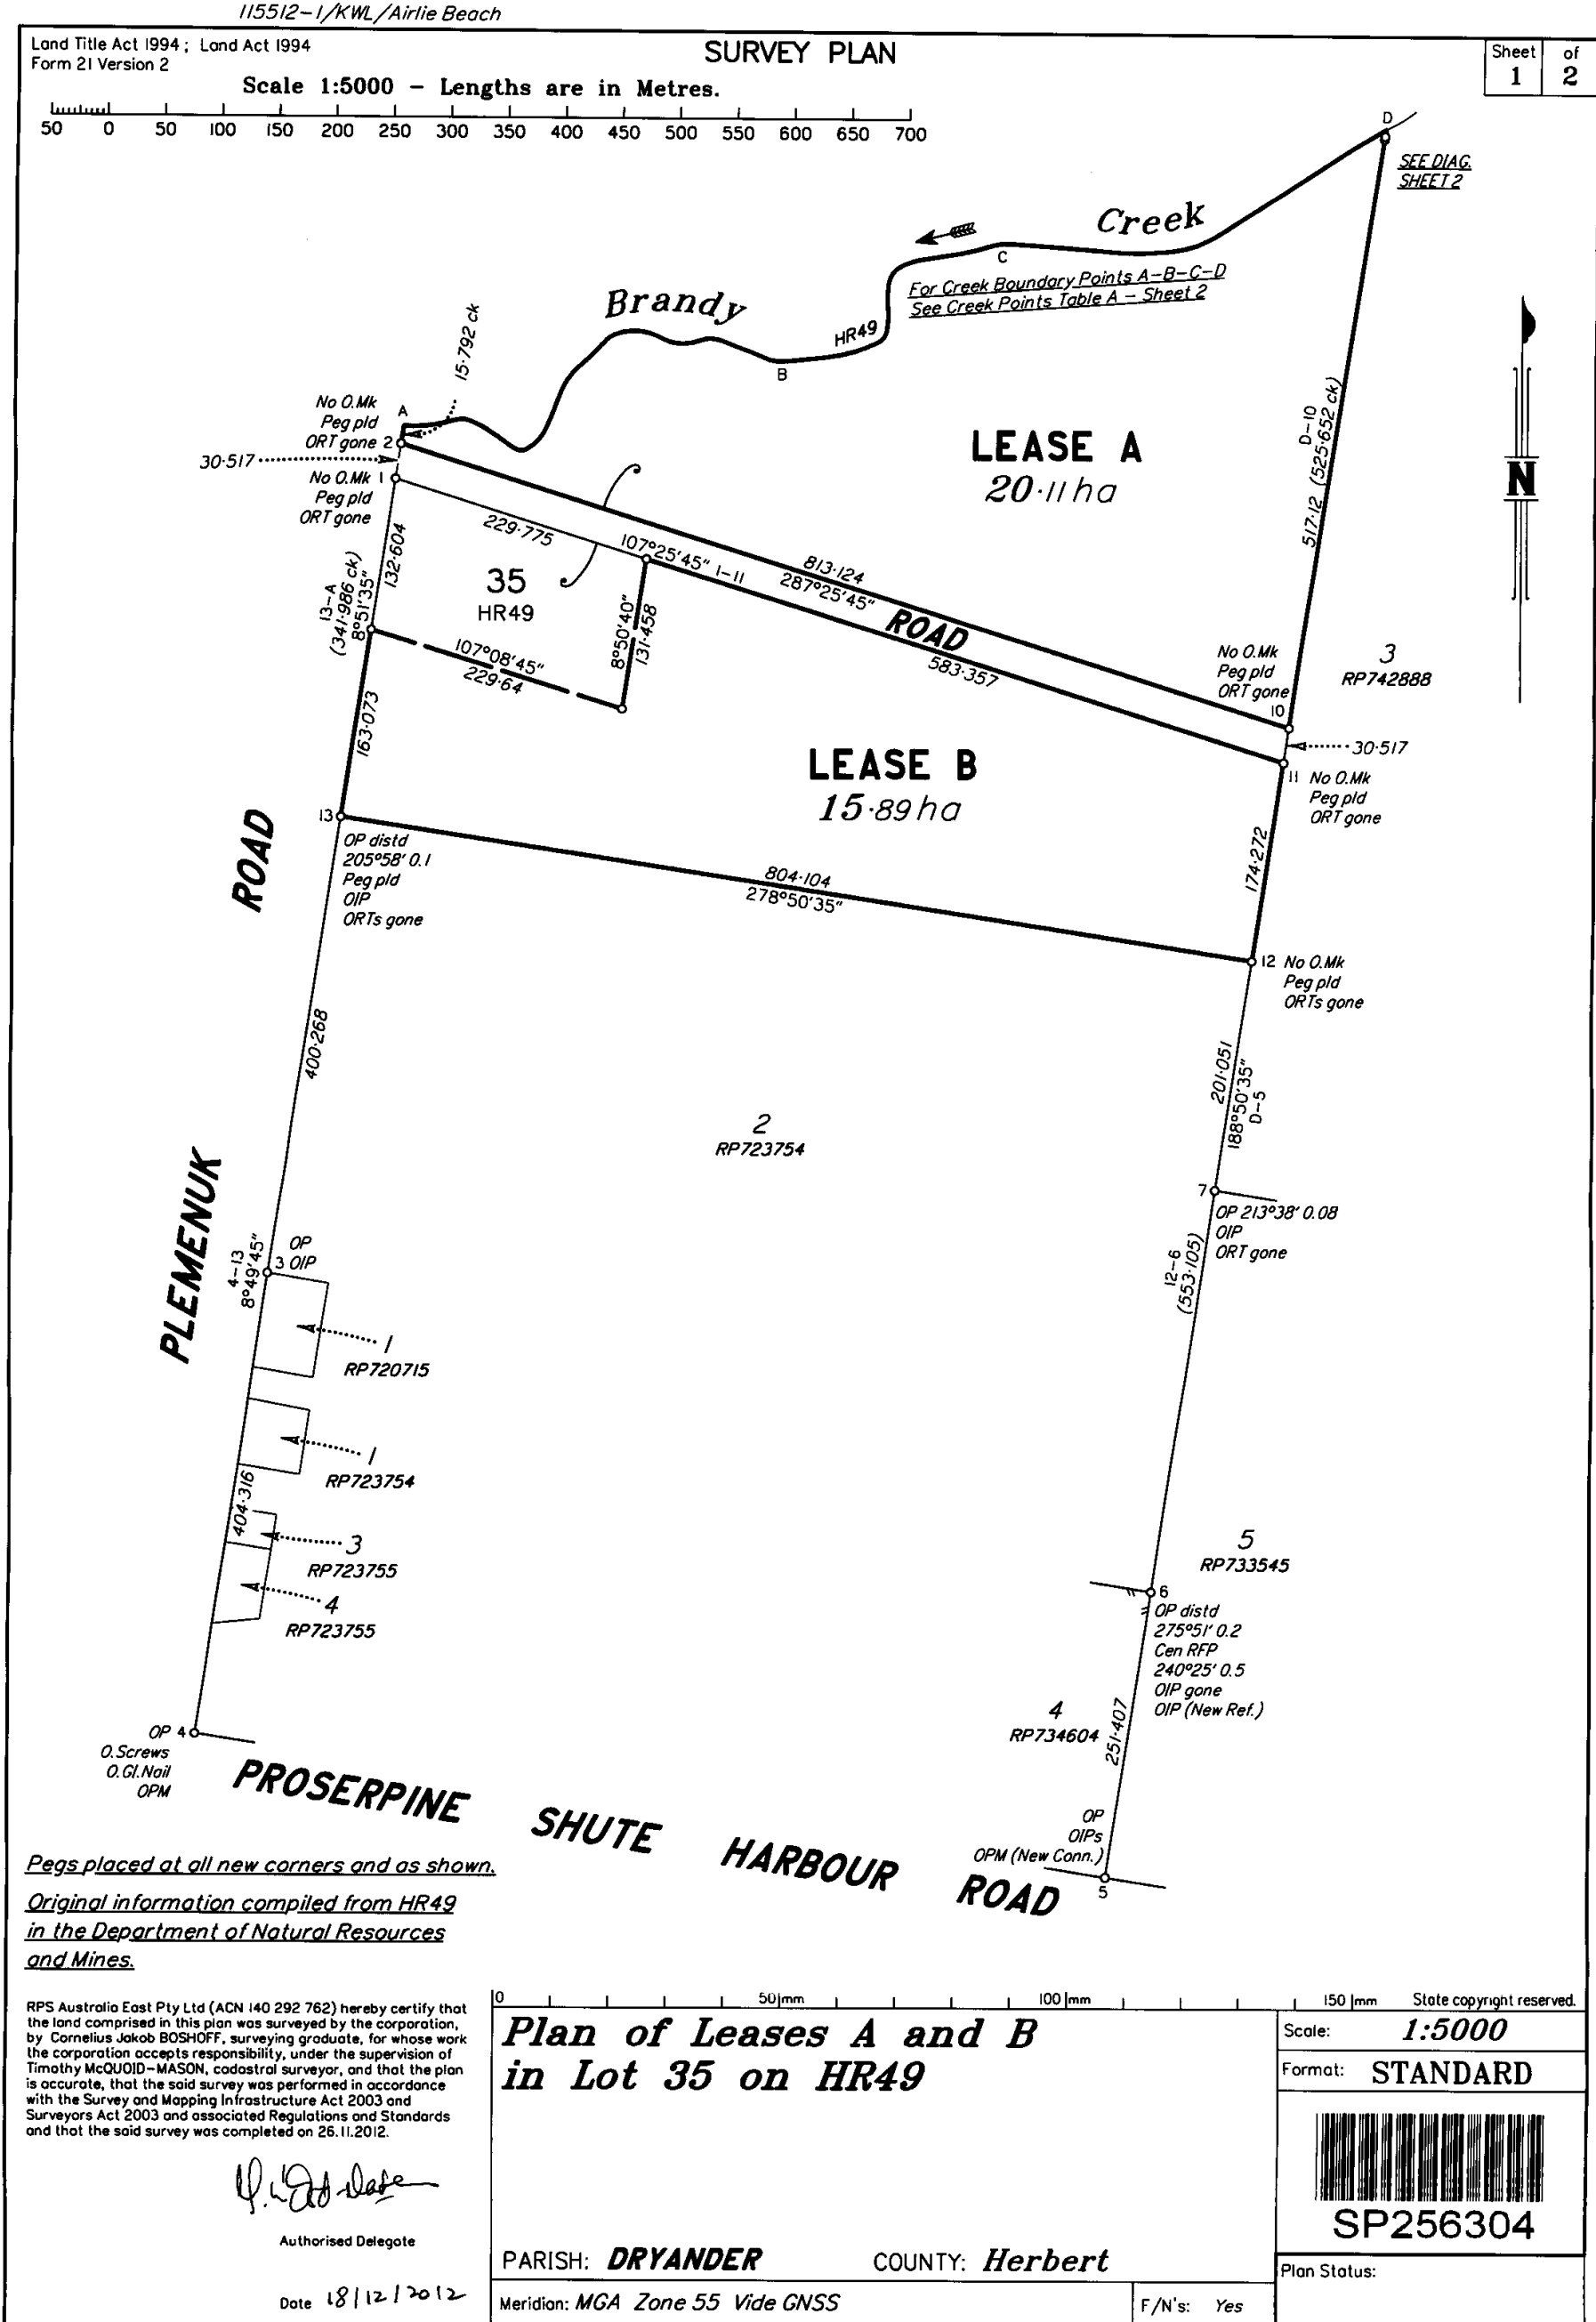 115512-1/KWL/Airlie Beach
Land Title Act 1994 ; Land Act 1994
Form 21 Version 2
SURVEY PLAN
Sheet 1 of 2
Scale 1:5000 - Lengths are in Metres.
50 0 50 100 150 200 250 300 350 400 450 500 550 600 650 700
D
SEE DIAG.
SHEET 2
Creek
C
For Creek Boundary Points A-B-C-D
See Creek Points Table A - Sheet 2
Brandy
HR49
B
15·792 ck
No O.Mk
Peg pld
ORT gone 2
A
30·517
No O.Mk 1
Peg pld
ORT gone
LEASE A
20·11 ha
D-10
517·12 (525·652 ck)
N
229·775
107°25'45" 1-11
813·124
287°25'45"
ROAD
583·357
132·604
13-A
(341·986 ck)
8°51'35"
35
HR49
8°50'40"
131·458
107°08'45"
229·64
163·073
No O.Mk
Peg pld
ORT gone
10
3
RP742888
30·517
11 No O.Mk
Peg pld
ORT gone
LEASE B
15·89 ha
174·272
13
OP distd
205°58' 0.1
Peg pld
OIP
ORTs gone
804·104
278°50'35"
12 No O.Mk
Peg pld
ORTs gone
ROAD
400·268
201·051
188°50'35"
D-5
2
RP723754
7
OP 213°38' 0.08
OIP
ORT gone
PLEMENUK
4-13
8°49'45"
OP
3 OIP
12-6
(553·105)
1
RP720715
1
RP723754
404·316
3
RP723755
4
RP723755
5
RP733545
6
OP distd
275°51' 0.2
Cen RFP
240°25' 0.5
OIP gone
OIP (New Ref.)
4
RP734604
251·407
OP 4
O.Screws
O.GI.Nail
OPM
PROSERPINE SHUTE HARBOUR ROAD
OP
OIPs
OPM (New Conn.)
5
Pegs placed at all new corners and as shown.
Original information compiled from HR49
in the Department of Natural Resources
and Mines.
RPS Australia East Pty Ltd (ACN 140 292 762) hereby certify that
the land comprised in this plan was surveyed by the corporation,
by Cornelius Jakob BOSHOFF, surveying graduate, for whose work
the corporation accepts responsibility, under the supervision of
Timothy McQUOID-MASON, cadastral surveyor, and that the plan
is accurate, that the said survey was performed in accordance
with the Survey and Mapping Infrastructure Act 2003 and
Surveyors Act 2003 and associated Regulations and Standards
and that the said survey was completed on 26.11.2012.
Authorised Delegate
Date 18/12/2012
0 50 mm 100 mm 150 mm State copyright reserved.
Plan of Leases A and B
in Lot 35 on HR49
Scale: 1:5000
Format: STANDARD
SP256304
PARISH: DRYANDER COUNTY: Herbert
Plan Status:
Meridian: MGA Zone 55 Vide GNSS
F/N's: Yes